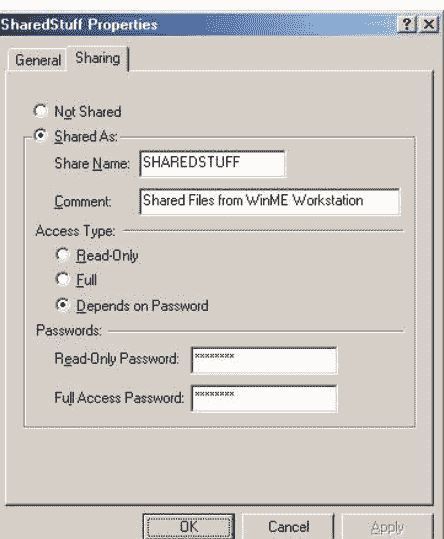 SharedStuff Properties
General Sharing
Not Shared
Shared As:
Share Name: SHAREDSTUFF
Comment: Shared Files from WinME Workstation
Access Type:
Read-Only
Full
Depends on Password
Passwords:
Read-Only Password: ********
Full Access Password: ********
OK Cancel Apply